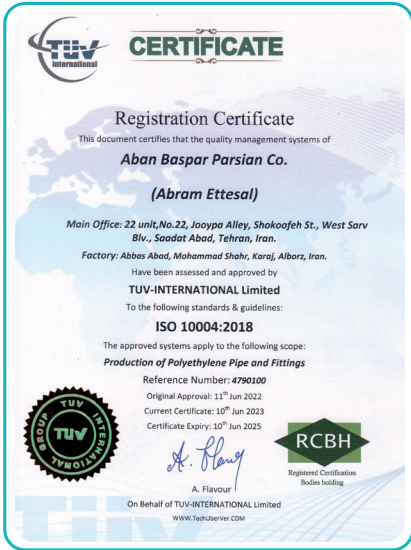 TUV
international
CERTIFICATE
Registration Certificate
This document certifies that the quality management systems of
Aban Baspar Parsian Co.
(Abram Ettesal)
Main Office: 22 unit,No.22, Jooypa Alley, Shokoofeh St., West Sarv
Blv., Saadat Abad, Tehran, Iran.
Factory: Abbas Abad, Mohammad Shahr, Karaj, Alborz, Iran.
Have been assessed and approved by
TUV-INTERNATIONAL Limited
To the following standards & guidelines:
ISO 10004:2018
The approved systems apply to the following scope:
Production of Polyethylene Pipe and Fittings
Reference Number: 4790100
Original Approval: 11th Jun 2022
Current Certificate: 10th Jun 2023
Certificate Expiry: 10th Jun 2025
TUV INTERNATIONAL GROUP
TUV
RCBH
Registered Certification
Bodies holding
A. Flavour
On Behalf of TUV-INTERNATIONAL Limited
WWW.TechUberVer.COM